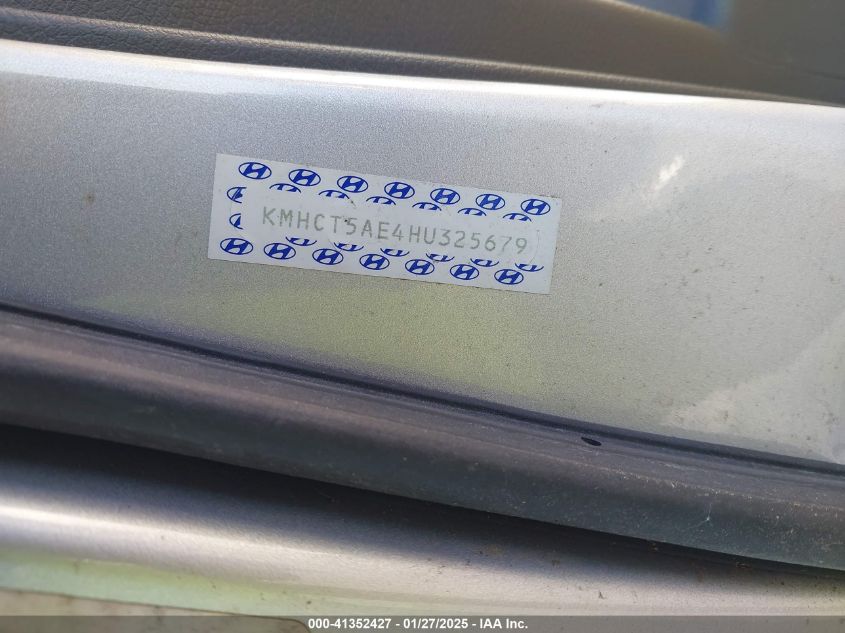 KMHCT5AE4HU325679
000-41352427 - 01/27/2025 - IAA Inc.